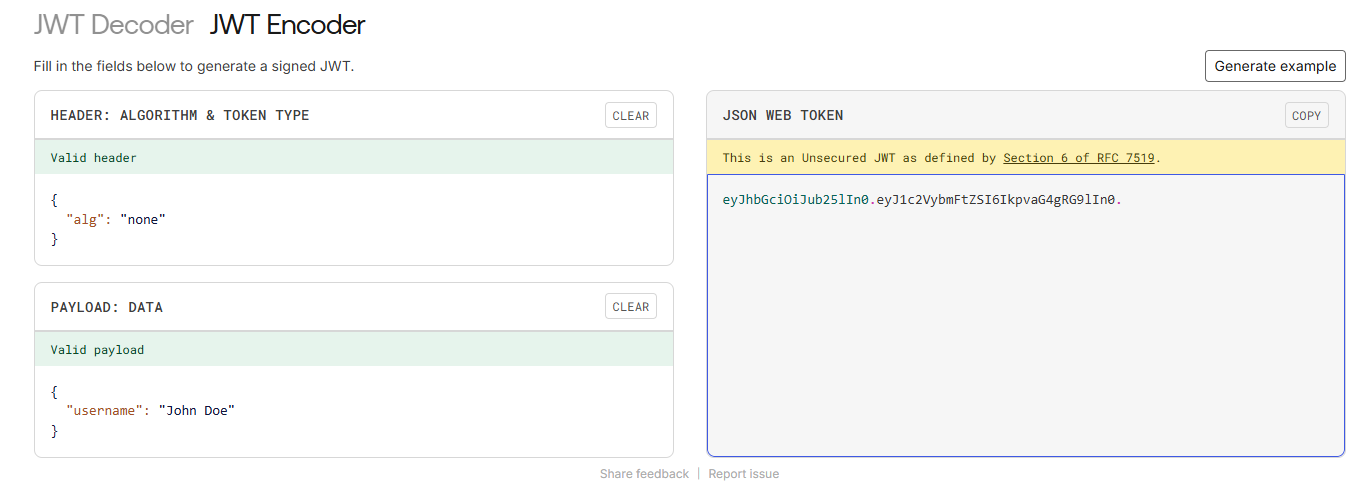 JWT Decoder JWT Encoder
Fill in the fields below to generate a signed JWT.
Generate example
HEADER: ALGORITHM & TOKEN TYPE
CLEAR
Valid header
{
"alg": "none"
}
PAYLOAD: DATA
CLEAR
Valid payload
{
"username": "John Doe"
}
JSON WEB TOKEN
COPY
This is an Unsecured JWT as defined by Section 6 of RFC 7519.
eyJhbGciOiJub25lIn0.eyJ1c2VybmFtZSI6IkpvaG4gRG9lIn0.
Share feedback | Report issue